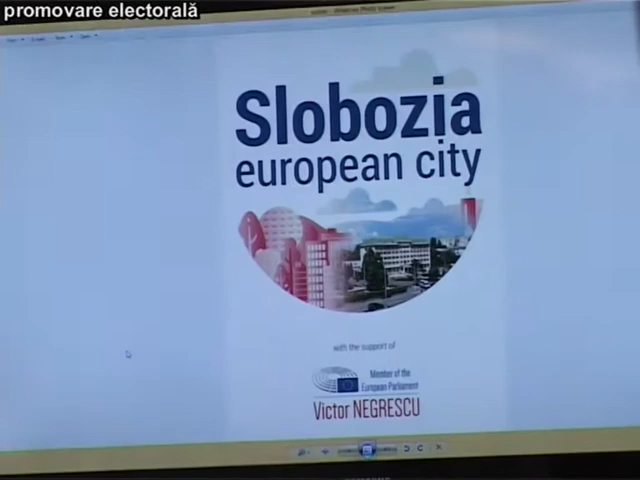 promovare electorală
Slobozia
european city
with the support of
Member of the
European Parliament
Victor NEGRESCU